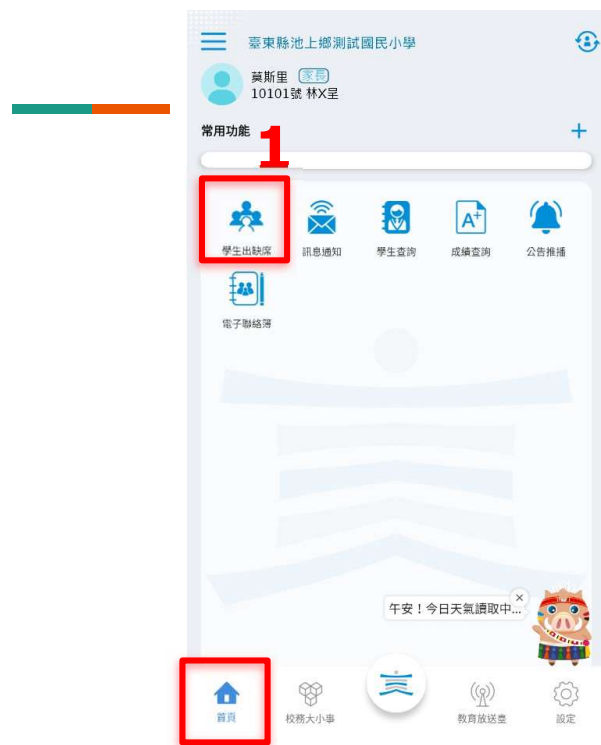 臺東縣池上鄉測試國民小學
莫斯里 家長
10101號 林X呈
常用功能
1
學生出缺席 訊息通知 學生查詢 成績查詢 公告推播
A+
電子聯絡簿
午安！今日天氣讀取中...
首頁 校務大小事 教育放送臺 設定